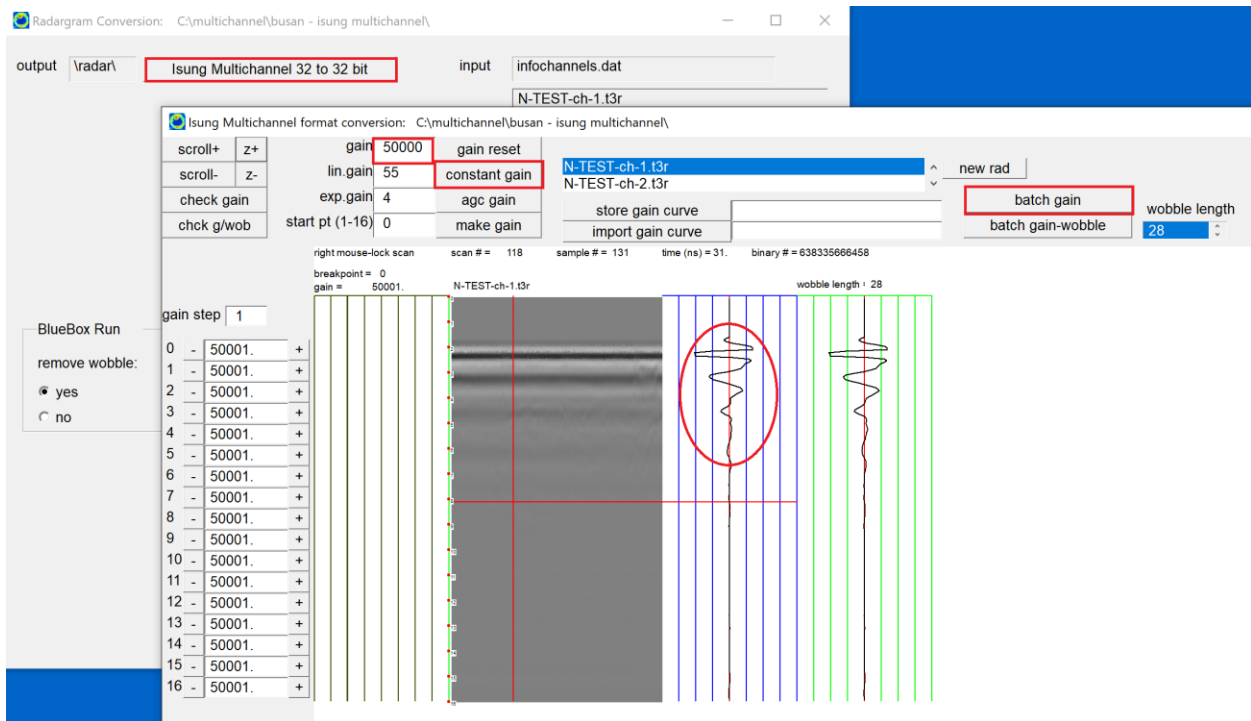 Radargram Conversion: C:\multichannel\busan - isung multichannel\
output \radar\ Isung Multichannel 32 to 32 bit input infochannels.dat
N-TEST-ch-1.t3r
Isung Multichannel format conversion: C:\multichannel\busan - isung multichannel\
scroll+ z+ gain 50000 gain reset
scroll- z- lin.gain 55 constant gain N-TEST-ch-1.t3r new rad
N-TEST-ch-2.t3r
check gain exp.gain 4 agc gain store gain curve batch gain wobble length
chck g/wob start pt (1-16) 0 make gain import gain curve batch gain-wobble 28
right mouse-lock scan scan # = 118 sample # = 131 time (ns) = 31. binary # = 638335666458
breakpoint = 0
gain = 50001. N-TEST-ch-1.t3r wobble length : 28
gain step 1
BlueBox Run
remove wobble:
yes
no
0 - 50001. +
1 - 50001. +
2 - 50001. +
3 - 50001. +
4 - 50001. +
5 - 50001. +
6 - 50001. +
7 - 50001. +
8 - 50001. +
9 - 50001. +
10 - 50001. +
11 - 50001. +
12 - 50001. +
13 - 50001. +
14 - 50001. +
15 - 50001. +
16 - 50001. +